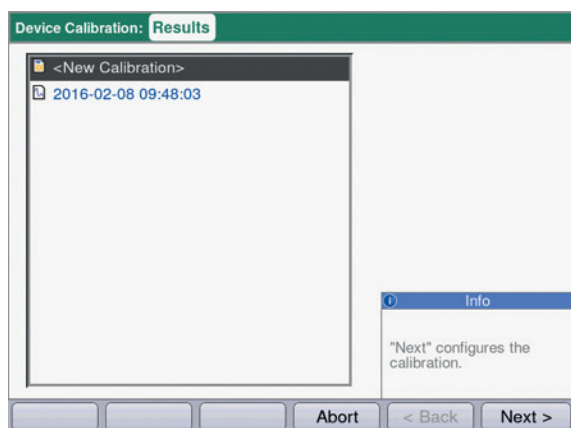 Device Calibration: Results
<New Calibration>
2016-02-08 09:48:03
Info
"Next" configures the
calibration.
Abort
< Back
Next >